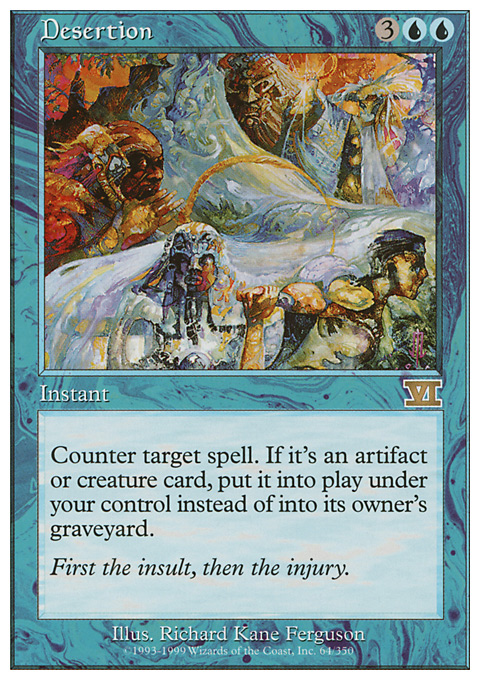 Desertion 3
Instant VI
Counter target spell. If it's an artifact
or creature card, put it into play under
your control instead of into its owner's
graveyard.
First the insult, then the injury.
Illus. Richard Kane Ferguson
©1993-1999 Wizards of the Coast, Inc. 64/350